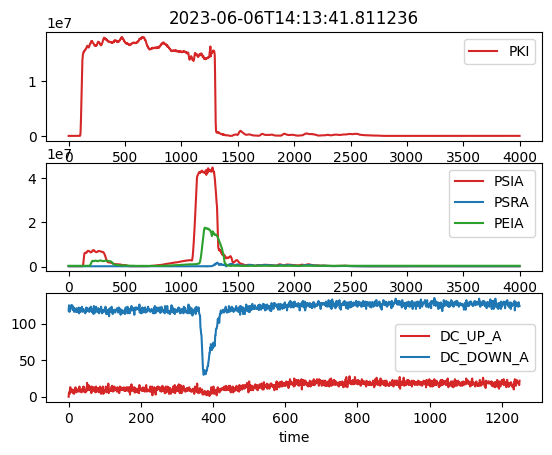 2023-06-06T14:13:41.811236
1e7
PKI
1
0
0 500 1000 1500 2000 2500 3000 3500 4000
1e7
PSIA
PSRA
PEIA
4
2
0
0 500 1000 1500 2000 2500 3000 3500 4000
DC_UP_A
DC_DOWN_A
100
50
0
0 200 400 600 800 1000 1200
time